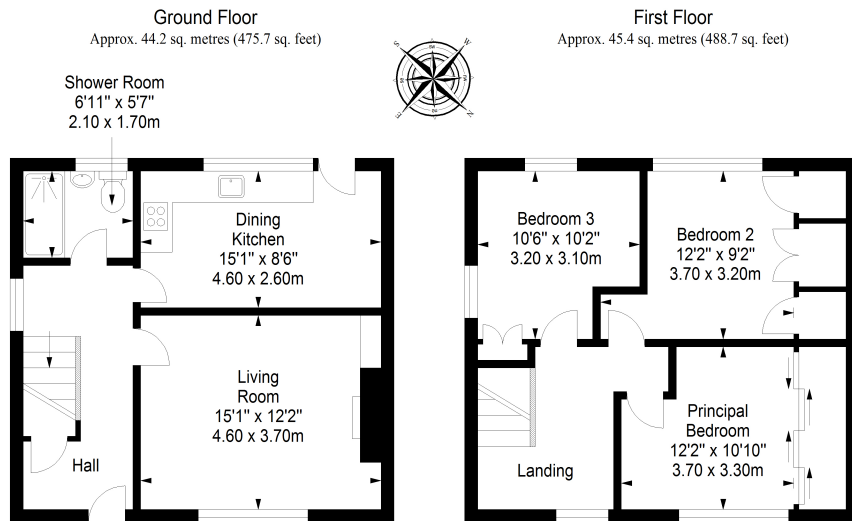 Ground Floor
Approx. 44.2 sq. metres (475.7 sq. feet)
First Floor
Approx. 45.4 sq. metres (488.7 sq. feet)
S
W
E
N
Shower Room
6'11" x 5'7"
2.10 x 1.70m
Dining
Kitchen
15'1" x 8'6"
4.60 x 2.60m
Living
Room
15'1" x 12'2"
4.60 x 3.70m
Hall
Bedroom 3
10'6" x 10'2"
3.20 x 3.10m
Bedroom 2
12'2" x 9'2"
3.70 x 3.20m
Principal
Bedroom
12'2" x 10'10"
3.70 x 3.30m
Landing